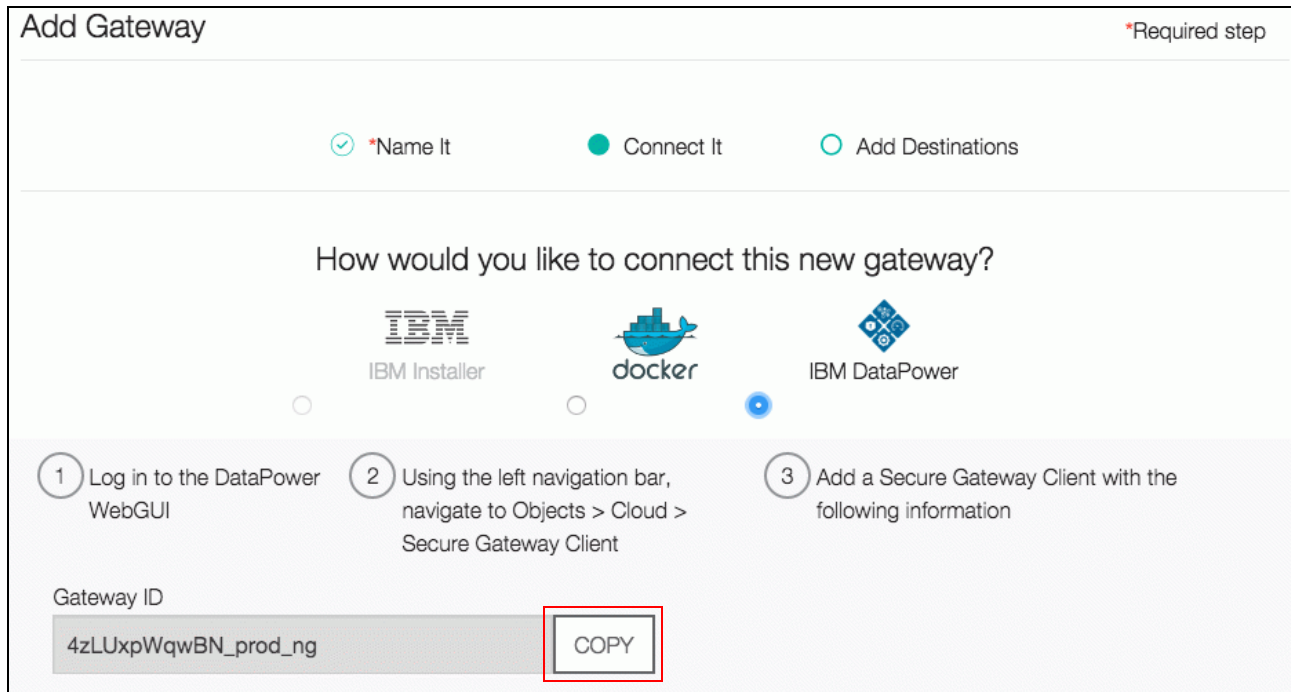 Add Gateway
*Required step
*Name It
Connect It
Add Destinations
How would you like to connect this new gateway?
IBM
IBM Installer
docker
IBM DataPower
1
Log in to the DataPower
WebGUI
2
Using the left navigation bar,
navigate to Objects > Cloud >
Secure Gateway Client
3
Add a Secure Gateway Client with the
following information
Gateway ID
4zLUxpWqwBN_prod_ng
COPY